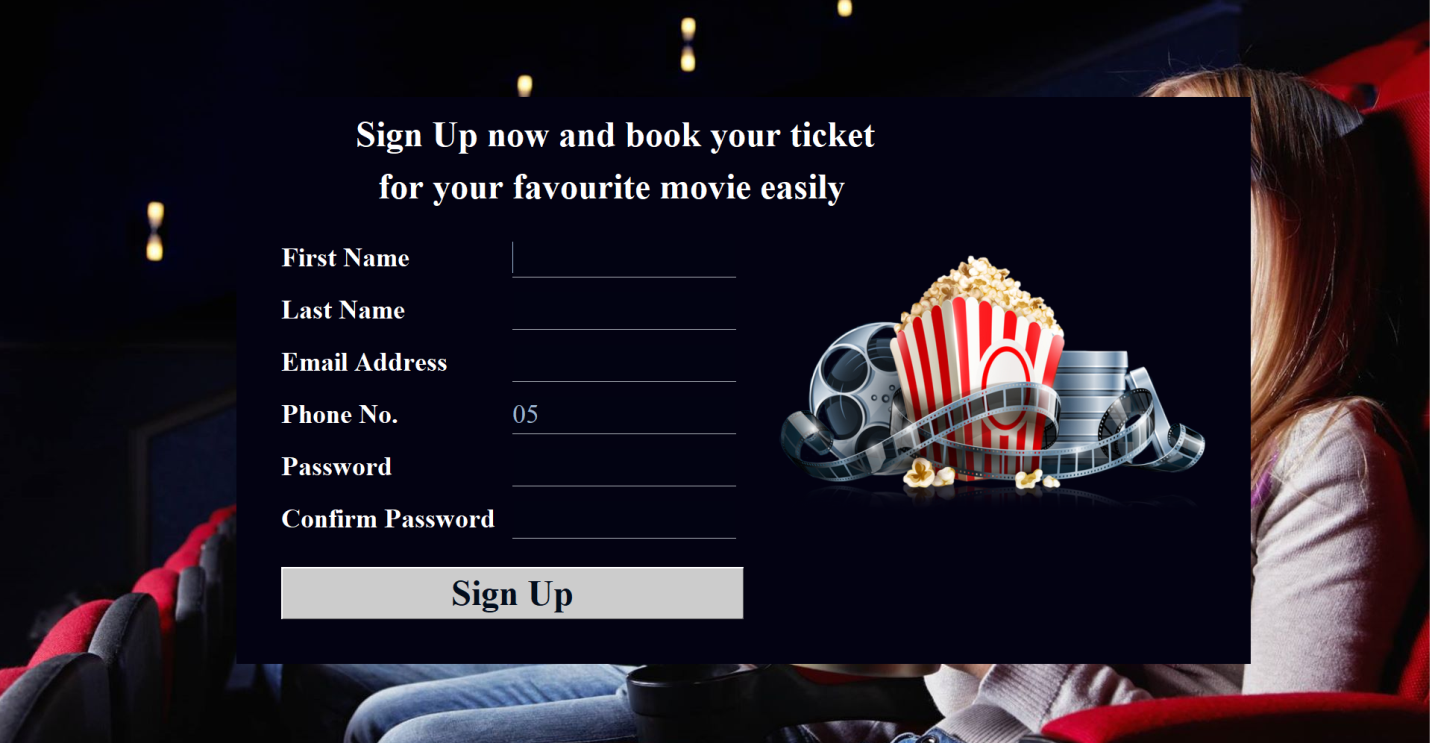 Sign Up now and book your ticket
for your favourite movie easily
First Name
Last Name
Email Address
Phone No. 05
Password
Confirm Password
Sign Up